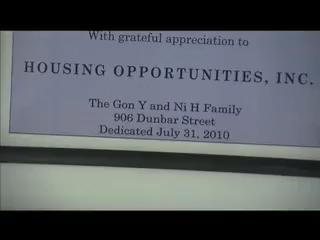 With grateful appreciation to
HOUSING OPPORTUNITIES, INC.
The Gon Y and Ni H Family
906 Dunbar Street
Dedicated July 31, 2010